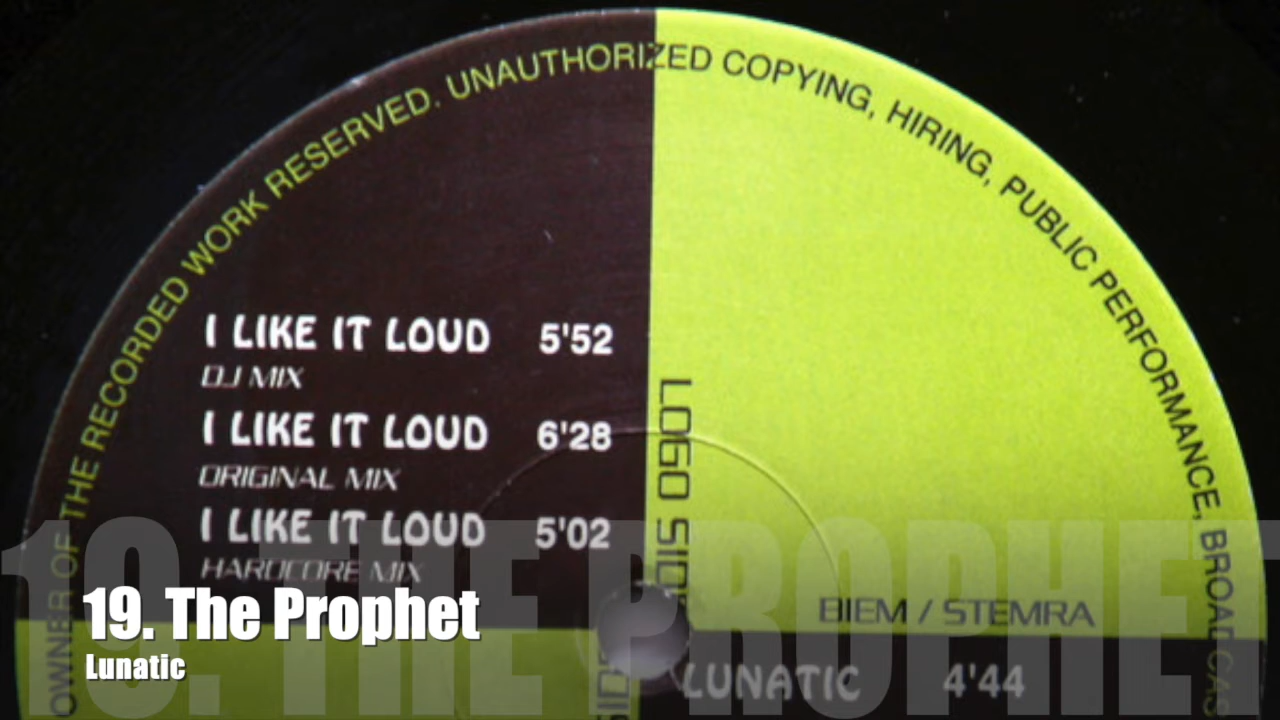 OWNER OF THE RECORDED WORK RESERVED. UNAUTHORIZED COPYING, HIRING, PUBLIC PERFORMANCE,
I LIKE IT LOUD 5'52
DJ MIX
I LIKE IT LOUD 6'28
ORIGINAL MIX
I LIKE IT LOUD 5'02
HARDCORE MIX
LOGO SIDE
BIEM / STEMRA
LUNATIC 4'44
19. THE PROPHET
19. The Prophet
Lunatic